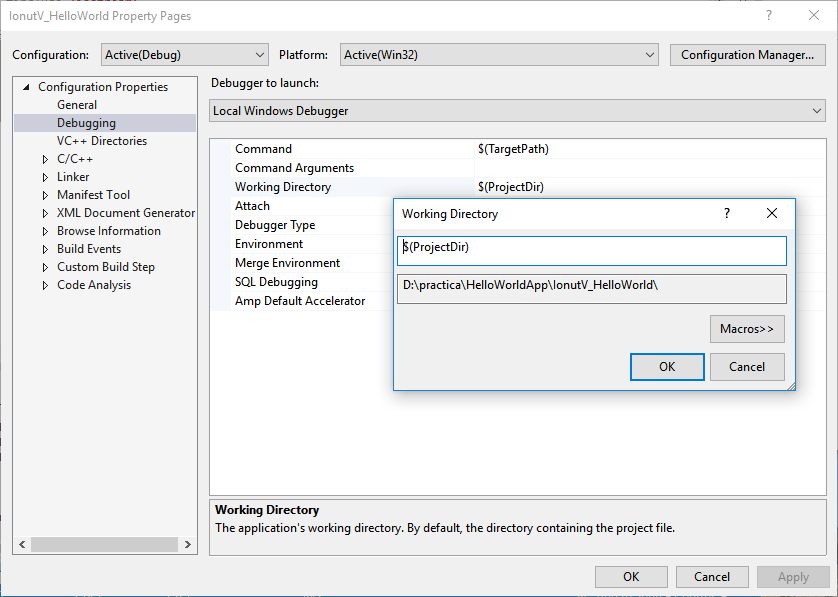 IonutV_HelloWorld Property Pages
Configuration: Active(Debug) Platform: Active(Win32) Configuration Manager...
Configuration Properties
General
Debugging
VC++ Directories
C/C++
Linker
Manifest Tool
XML Document Generator
Browse Information
Build Events
Custom Build Step
Code Analysis
Debugger to launch:
Local Windows Debugger
Command $(TargetPath)
Command Arguments
Working Directory $(ProjectDir)
Attach
Debugger Type
Environment
Merge Environment
SQL Debugging
Amp Default Accelerator
Working Directory ?
$(ProjectDir)
D:\practica\HelloWorldApp\IonutV_HelloWorld\
Macros>>
OK Cancel
Working Directory
The application's working directory. By default, the directory containing the project file.
OK Cancel Apply